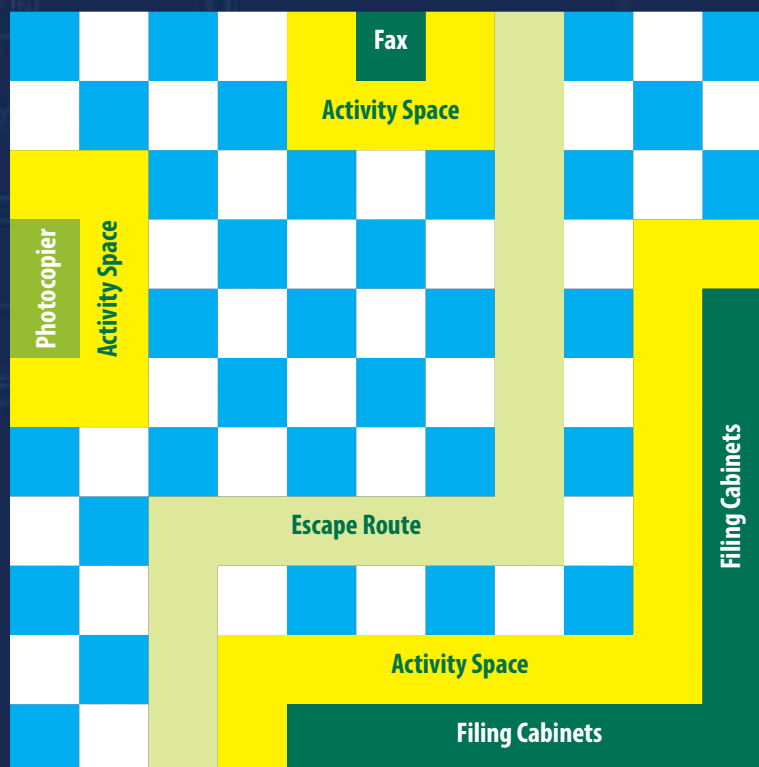 Fax
Activity Space
Photocopier
Activity Space
Filing Cabinets
Escape Route
Activity Space
Filing Cabinets